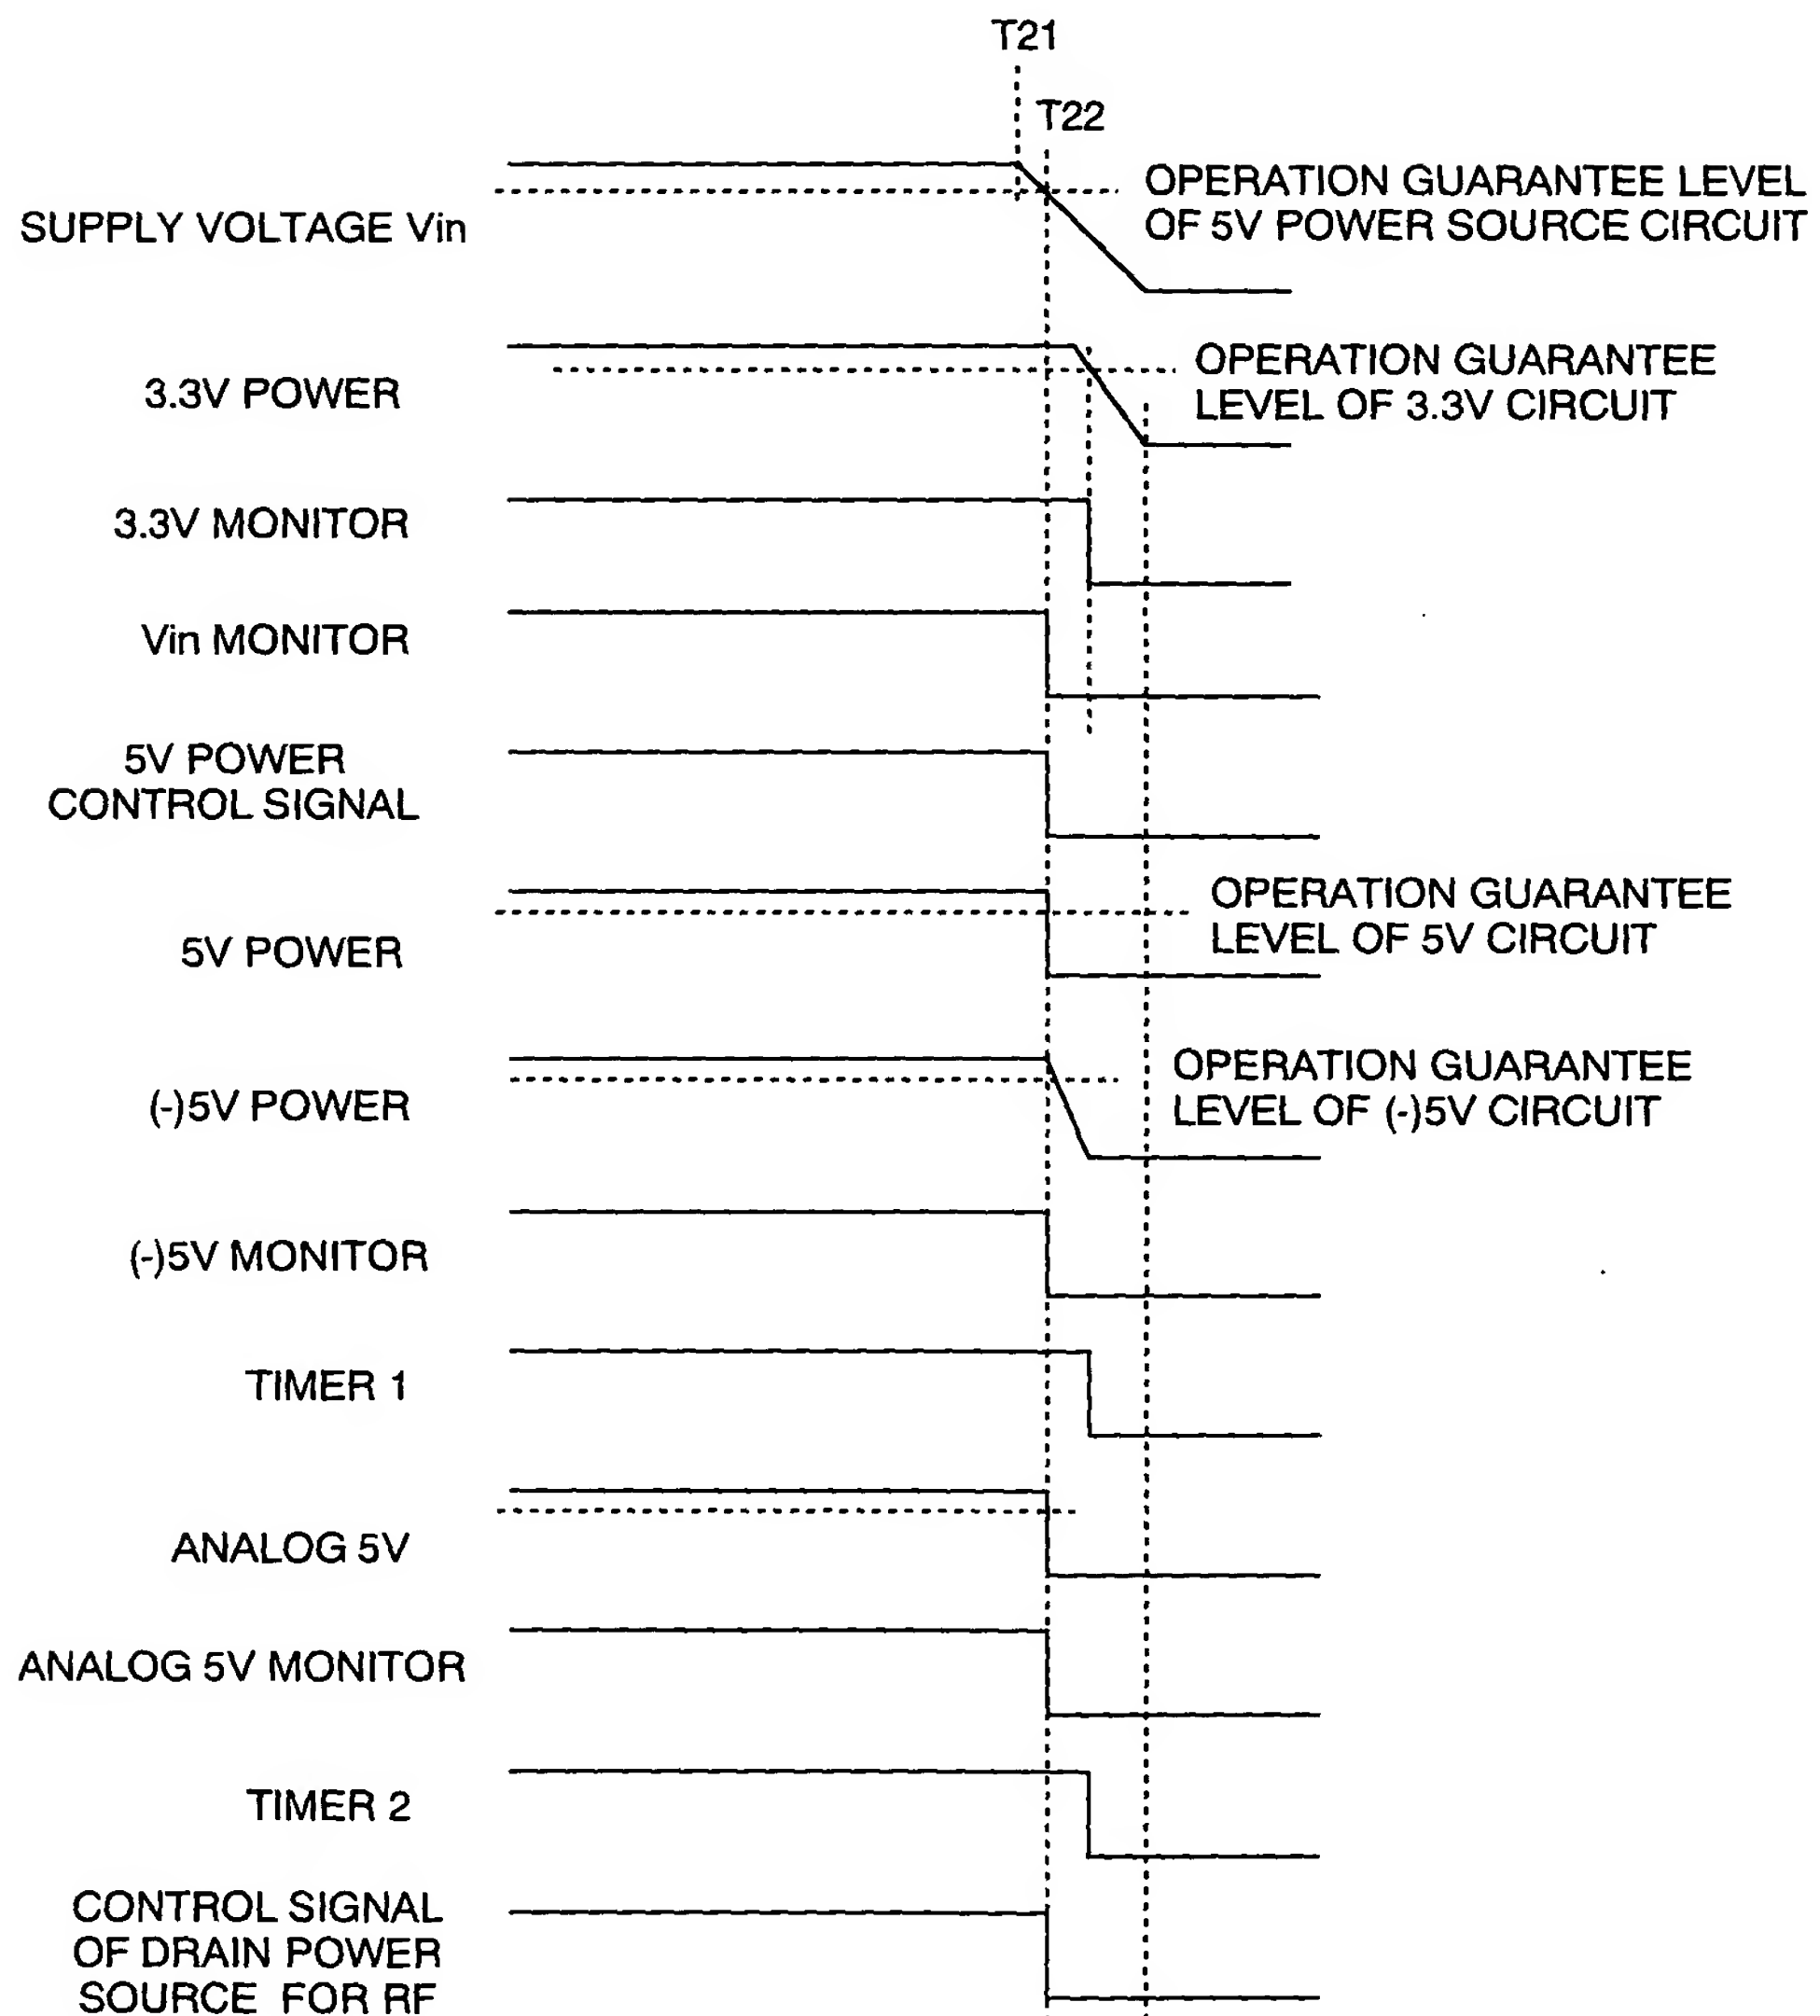 T21
T22
OPERATION GUARANTEE LEVEL
OF 5V POWER SOURCE CIRCUIT
SUPPLY VOLTAGE Vin
OPERATION GUARANTEE
LEVEL OF 3.3V CIRCUIT
3.3V POWER
3.3V MONITOR
Vin MONITOR
5V POWER
CONTROL SIGNAL
OPERATION GUARANTEE
LEVEL OF 5V CIRCUIT
5V POWER
OPERATION GUARANTEE
LEVEL OF (-)5V CIRCUIT
(-)5V POWER
(-)5V MONITOR
TIMER 1
ANALOG 5V
ANALOG 5V MONITOR
TIMER 2
CONTROL SIGNAL
OF DRAIN POWER
SOURCE FOR RF